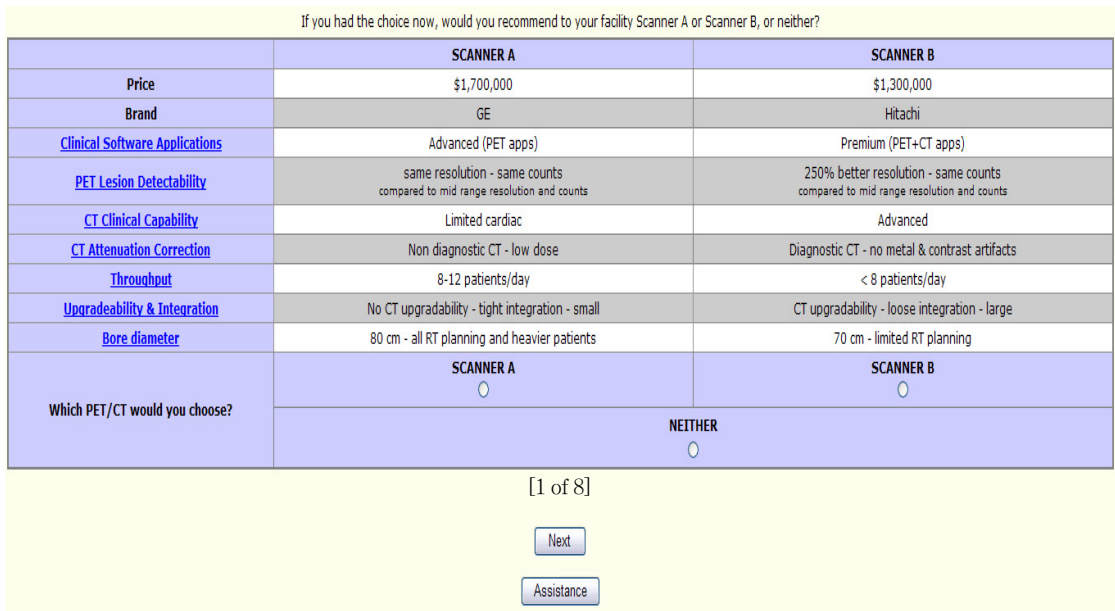 If you had the choice now, would you recommend to your facility Scanner A or Scanner B, or neither?
SCANNER A SCANNER B
Price $1,700,000 $1,300,000
Brand GE Hitachi
Clinical Software Applications Advanced (PET apps) Premium (PET+CT apps)
PET Lesion Detectability same resolution - same counts 250% better resolution - same counts
compared to mid range resolution and counts compared to mid range resolution and counts
CT Clinical Capability Limited cardiac Advanced
CT Attenuation Correction Non diagnostic CT - low dose Diagnostic CT - no metal & contrast artifacts
Throughput 8-12 patients/day < 8 patients/day
Upgradeability & Integration No CT upgradability - tight integration - small CT upgradability - loose integration - large
Bore diameter 80 cm - all RT planning and heavier patients 70 cm - limited RT planning
Which PET/CT would you choose? SCANNER A SCANNER B
NEITHER
[1 of 8]
Next
Assistance